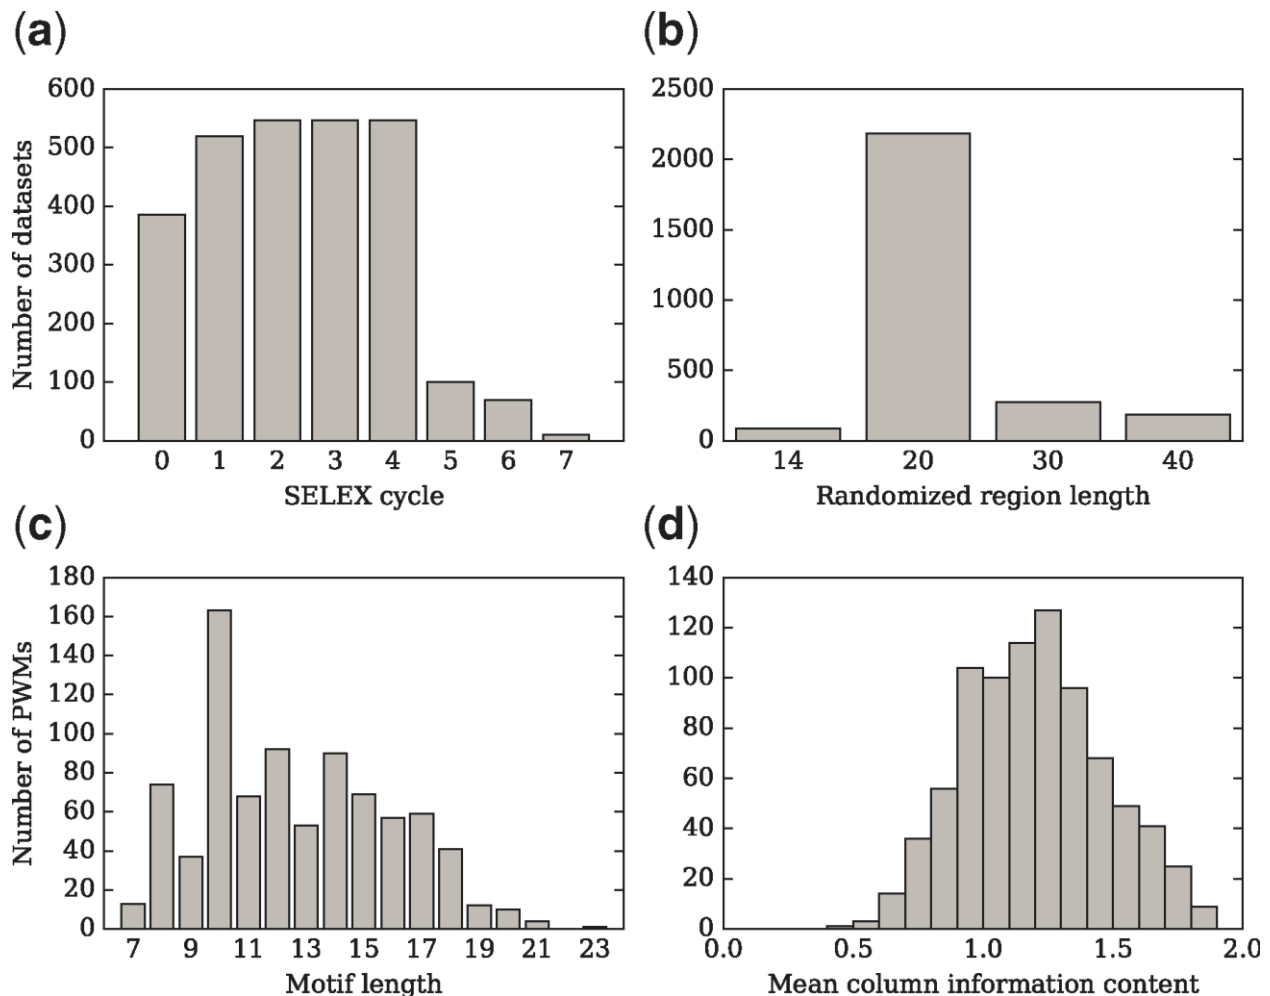 (a)
600
500
400
300
200
100
0
Number of datasets
0 1 2 3 4 5 6 7
SELEX cycle
(b)
2500
2000
1500
1000
500
0
14 20 30 40
Randomized region length
(c)
180
160
140
120
100
80
60
40
20
0
Number of PWMs
7 9 11 13 15 17 19 21 23
Motif length
(d)
140
120
100
80
60
40
20
0
0.0 0.5 1.0 1.5 2.0
Mean column information content